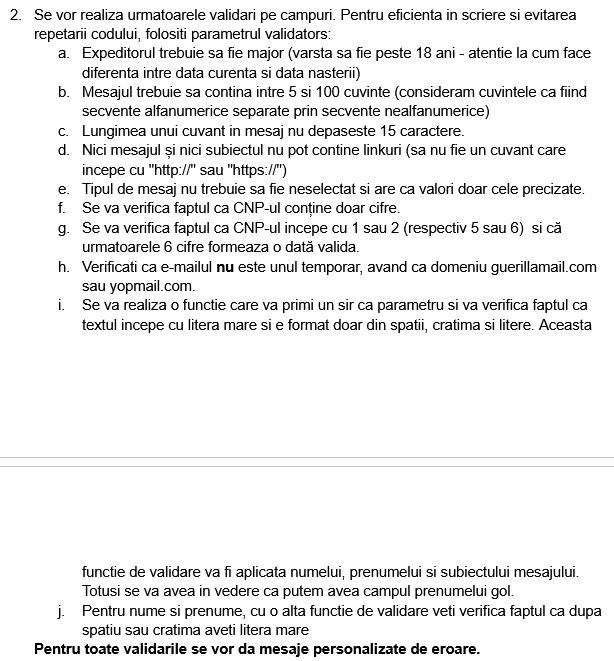 2. Se vor realiza urmatoarele validari pe campuri. Pentru eficienta in scriere si evitarea
repetarii codului, folositi parametrul validators:
a. Expeditorul trebuie sa fie major (varsta sa fie peste 18 ani - atentie la cum face
diferenta intre data curenta si data nasterii)
b. Mesajul trebuie sa contina intre 5 si 100 cuvinte (consideram cuvintele ca fiind
secvente alfanumerice separate prin secvente nealfanumerice)
c. Lungimea unui cuvant in mesaj nu depaseste 15 caractere.
d. Nici mesajul și nici subiectul nu pot contine linkuri (sa nu fie un cuvant care
incepe cu "http://" sau "https://")
e. Tipul de mesaj nu trebuie sa fie neselectat si are ca valori doar cele precizate.
f. Se va verifica faptul ca CNP-ul conține doar cifre.
g. Se va verifica faptul ca CNP-ul incepe cu 1 sau 2 (respectiv 5 sau 6) si că
urmatoarele 6 cifre formeaza o dată valida.
h. Verificati ca e-mailul nu este unul temporar, avand ca domeniu guerillamail.com
sau yopmail.com.
i. Se va realiza o functie care va primi un sir ca parametru si va verifica faptul ca
textul incepe cu litera mare si e format doar din spatii, cratima si litere. Aceasta
functie de validare va fi aplicata numelui, prenumelui si subiectului mesajului.
Totusi se va avea in vedere ca putem avea campul prenumelui gol.
j. Pentru nume si prenume, cu o alta functie de validare veti verifica faptul ca dupa
spatiu sau cratima aveti litera mare
Pentru toate validarile se vor da mesaje personalizate de eroare.